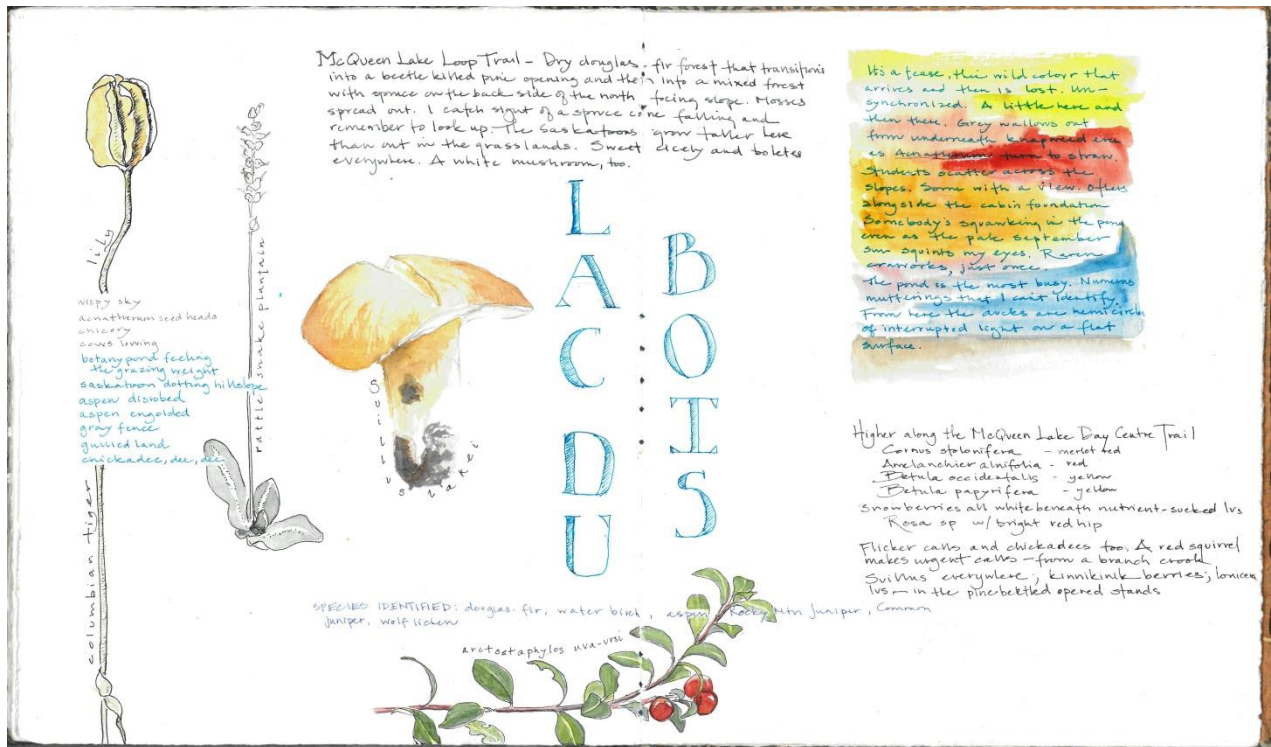 McQueen Lake Loop Trail – Dry douglas-fir forest that transitions
into a beetle killed pine opening and then into a mixed forest
with spruce on the back side of the north-facing slope. Mosses
spread out. I catch sight of a spruce cone falling and
remember to look up. The saskatoons grow taller here
than out in the grasslands. Sweet cicely and boletes
everywhere. A white mushroom, too.
It's a tease, this wild colour that
arrives and then is lost. Un-
synchronized. A little here and
then there. Grey wallows out
from underneath knapweed even
as Acnatherum turn to straw.
Students scatter across the
slopes. Some with a view. Others
alongside the cabin foundation
Somebody's squawking in the pong
even as the pale september
sun squints my eyes. Raven
craworks, just once.
The pond is the most busy. Numerous
mutterings that I can't identify.
From here the ducks are hemicircles
of interrupted light on a flat
surface.
LAC DU
BOIS
columbian tiger lily
wispy sky
acnatherum seed heads
chicory
cows lowing
botany pond feeling
the grazing weight
saskatoon dotting hillslope
aspen disrobed
aspen engolded
gray fence
gullied land
chickadee, dee, dee
rattle snake plantain
Suillus lakei
Higher along the McQueen Lake Day Centre Trail
Cornus stolonifera – merlot red
Amelanchier alnifolia – red
Betula occidentalis – yellow
Betula papyrifera – yellow
Snowberries all white beneath nutrient-sucked lvs
Rosa sp w/ bright red hip
Flicker calls and chickadees too. A red squirrel
makes urgent calls – from a branch crook
Suillus everywhere; kinnikinik berries; lonicera
lvs – in the pine beetled opened stands
SPECIES IDENTIFIED: douglas-fir, water birch, aspen, Rocky Mtn Juniper, Common
juniper, wolf lichen
arctostaphylos uva-ursi